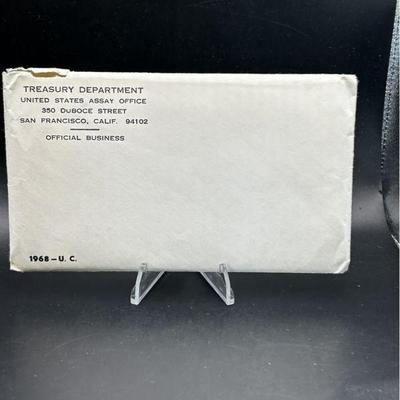 TREASURY DEPARTMENT
UNITED STATES ASSAY OFFICE
350 DUBOCE STREET
SAN FRANCISCO, CALIF. 94102
OFFICIAL BUSINESS
1968 – U. C.